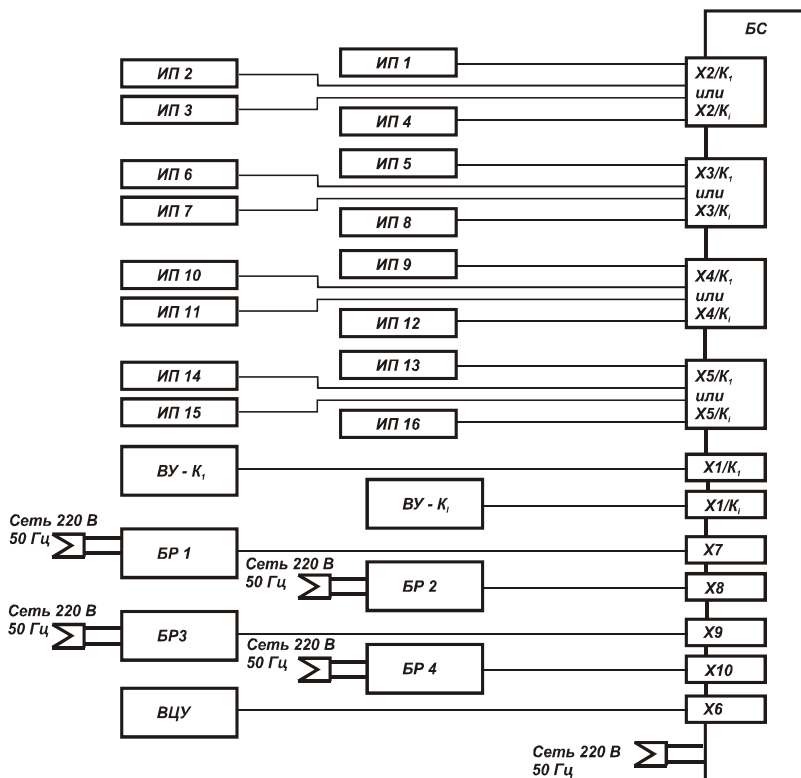 БС
ИП 1
ИП 2
ИП 3
ИП 4
X2/K₁
или
X2/Kᵢ
ИП 5
ИП 6
ИП 7
ИП 8
X3/K₁
или
X3/Kᵢ
ИП 9
ИП 10
ИП 11
ИП 12
X4/K₁
или
X4/Kᵢ
ИП 13
ИП 14
ИП 15
ИП 16
X5/K₁
или
X5/Kᵢ
ВУ - K₁
X1/K₁
ВУ - Kᵢ
X1/Kᵢ
Сеть 220 В
50 Гц
БР 1
X7
Сеть 220 В
50 Гц
БР 2
X8
Сеть 220 В
50 Гц
БР3
X9
Сеть 220 В
50 Гц
БР 4
X10
ВЦУ
X6
Сеть 220 В
50 Гц